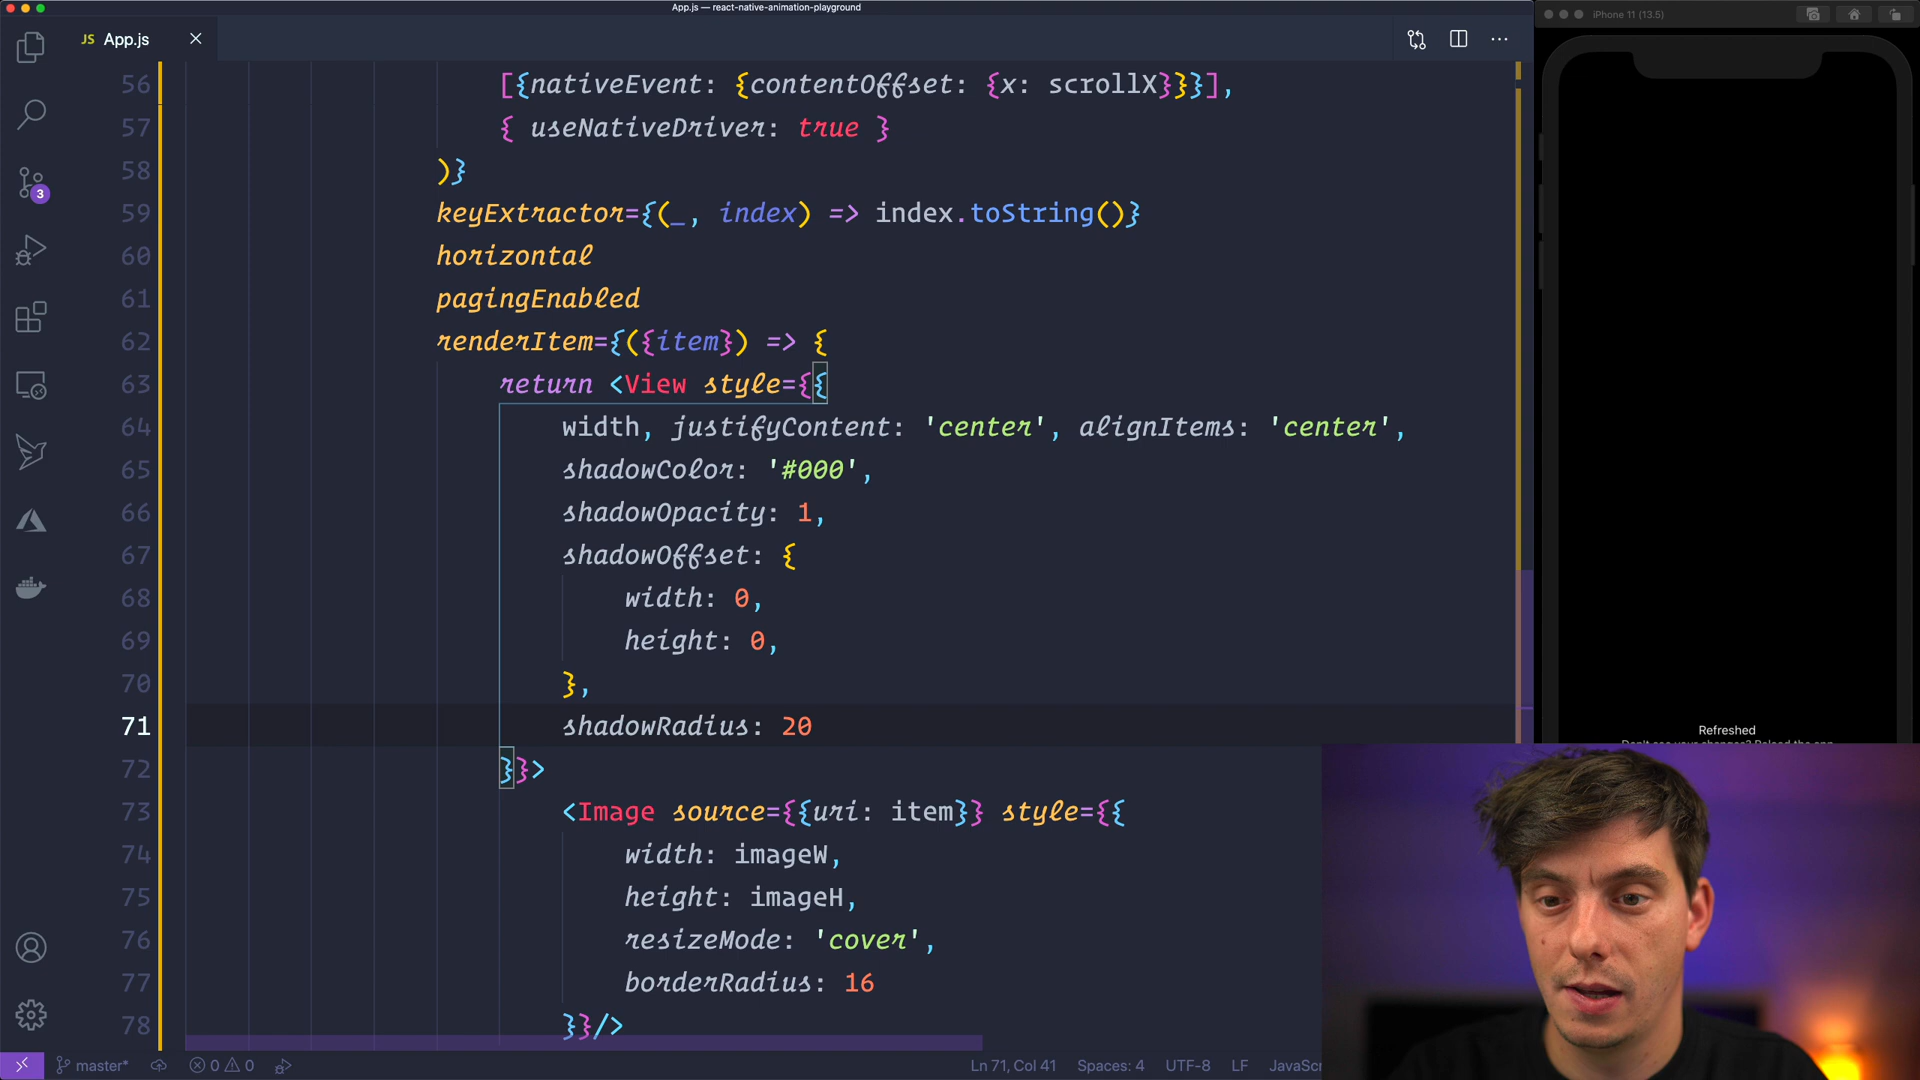 App.js — react-native-animation-playground
iPhone 11 (13.5)
JS App.js
56 [{nativeEvent: {contentOffset: {x: scrollX}}}],
57 { useNativeDriver: true }
58 )}
59 keyExtractor={(_, index) => index.toString()}
60 horizontal
61 pagingEnabled
62 renderItem={({item}) => {
63 return <View style={{
64 width, justifyContent: 'center', alignItems: 'center',
65 shadowColor: '#000',
66 shadowOpacity: 1,
67 shadowOffset: {
68 width: 0,
69 height: 0,
70 },
71 shadowRadius: 20
72 }}>
73 <Image source={{uri: item}} style={{
74 width: imageW,
75 height: imageH,
76 resizeMode: 'cover',
77 borderRadius: 16
78 }}/>
3
Refreshed
master* 0 0 Ln 71, Col 41 Spaces: 4 UTF-8 LF